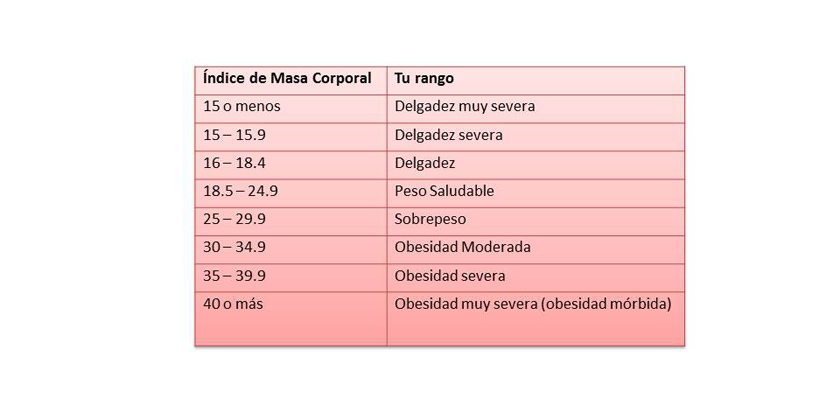 Índice de Masa Corporal Tu rango
15 o menos Delgadez muy severa
15 – 15.9 Delgadez severa
16 – 18.4 Delgadez
18.5 – 24.9 Peso Saludable
25 – 29.9 Sobrepeso
30 – 34.9 Obesidad Moderada
35 – 39.9 Obesidad severa
40 o más Obesidad muy severa (obesidad mórbida)